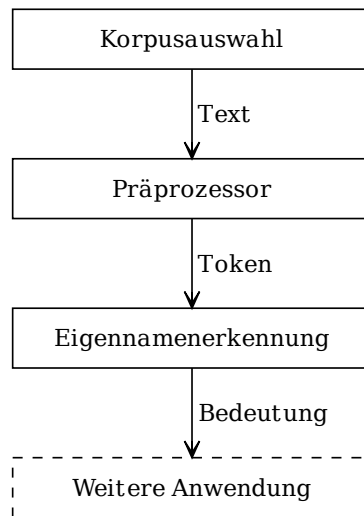 Korpusauswahl
Text
Präprozessor
Token
Eigennamenerkennung
Bedeutung
Weitere Anwendung